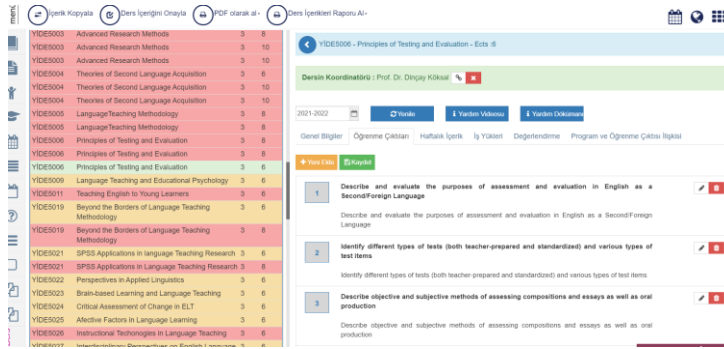 menü
İçerik Kopyala
Ders İçeriğini Onayla
PDF olarak al-
Ders İçerikleri Raporu Al-
YİDE5003 Advanced Research Methods 3 8
YİDE5003 Advanced Research Methods 3 10
YİDE5004 Theories of Second Language Acquisition 3 6
YİDE5004 Theories of Second Language Acquisition 3 10
YİDE5004 Theories of Second Language Acquisition 3 10
YİDE5005 LanguageTeaching Methodology 3 8
YİDE5005 LanguageTeaching Methodology 3 8
YİDE5006 Principles of Testing and Evaluation 3 8
YİDE5006 Principles of Testing and Evaluation 3 8
YİDE5006 Principles of Testing and Evaluation 3 6
YİDE5009 Language Teaching and Educational Psychology 3 6
YİDE5011 Teaching English to Young Learners 3 6
YİDE5019 Beyond the Borders of Language Teaching 3 6
Methodology
YİDE5019 Beyond the Borders of Language Teaching 3 8
Methodology
YİDE5021 SPSS Applications in language Teaching Research 3 6
YİDE5021 SPSS Applications in Language Teaching Research 3 8
YİDE5022 Perspectives in Applied Linguistics 3 6
YİDE5023 Brain-based Learning and Language Teaching 3 6
YİDE5024 Critical Assessment of Change in ELT 3 6
YİDE5025 Afective Factors in Language Learning 3 6
YİDE5026 Instructional Techonogies in Language Teaching 3 8
YİDE5027 Interdisciplinary Perspectives on English Language 3 6
YİDE5006 - Principles of Testing and Evaluation - Ects :6
Dersin Koordinatörü : Prof. Dr. Dinçay Köksal
2021-2022
Yenile
Yardım Videosu
Yardım Dökümanı
Genel Bilgiler
Öğrenme Çıktıları
Haftalık İçerik
İş Yükleri
Değerlendirme
Program ve Öğrenme Çıktısı İlişkisi
+ Yeni Ekle
Kaydet
1
Describe and evaluate the purposes of assessment and evaluation in English as a
Second/Foreign Language
Describe and evaluate the purposes of assessment and evaluation in English as a Second/Foreign
Language
2
Identify different types of tests (both teacher-prepared and standardized) and various types of
test items
Identify different types of tests (both teacher-prepared and standardized) and various types of test items
3
Describe objective and subjective methods of assessing compositions and essays as well as oral
production
Describe objective and subjective methods of assessing compositions and essays as well as oral
production